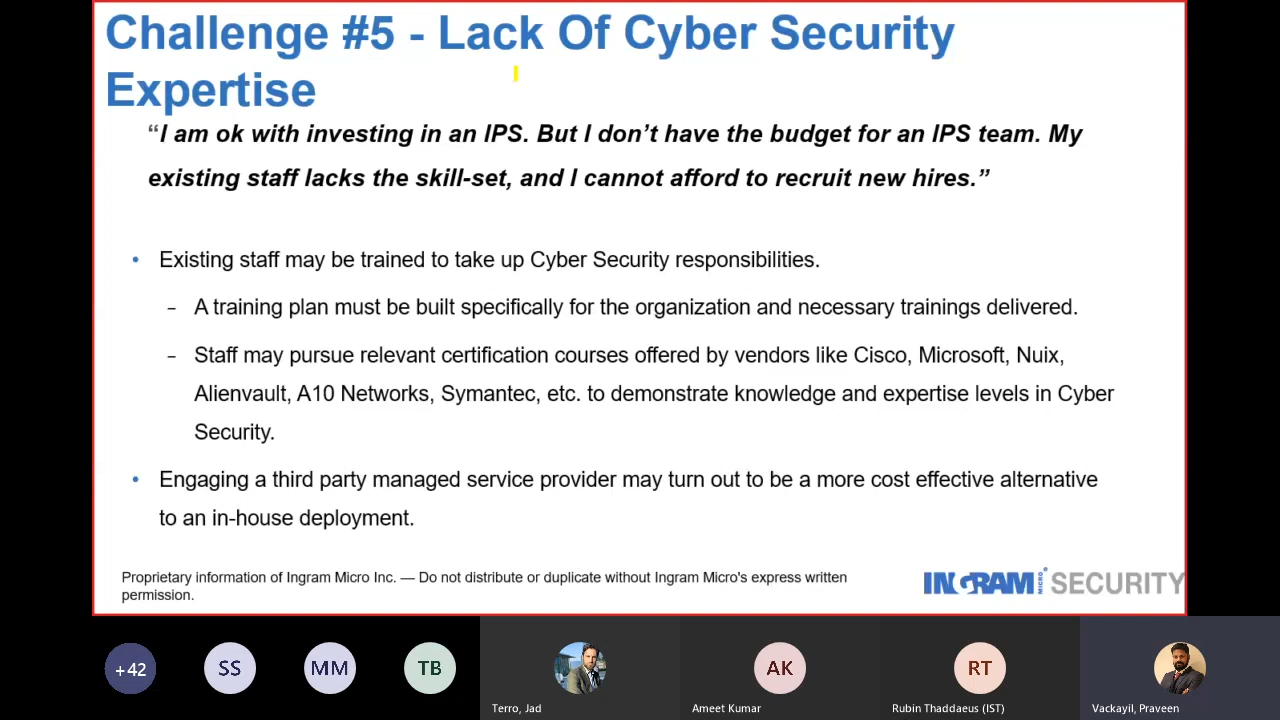 Challenge #5 - Lack Of Cyber Security
Expertise
“I am ok with investing in an IPS. But I don’t have the budget for an IPS team. My
existing staff lacks the skill-set, and I cannot afford to recruit new hires.”
• Existing staff may be trained to take up Cyber Security responsibilities.
– A training plan must be built specifically for the organization and necessary trainings delivered.
– Staff may pursue relevant certification courses offered by vendors like Cisco, Microsoft, Nuix,
Alienvault, A10 Networks, Symantec, etc. to demonstrate knowledge and expertise levels in Cyber
Security.
• Engaging a third party managed service provider may turn out to be a more cost effective alternative
to an in-house deployment.
Proprietary information of Ingram Micro Inc. — Do not distribute or duplicate without Ingram Micro's express written
permission.
INGRAM MICRO SECURITY
+42 SS MM TB AK RT
Terro, Jad Ameet Kumar Rubin Thaddaeus (IST) Vackayil, Praveen